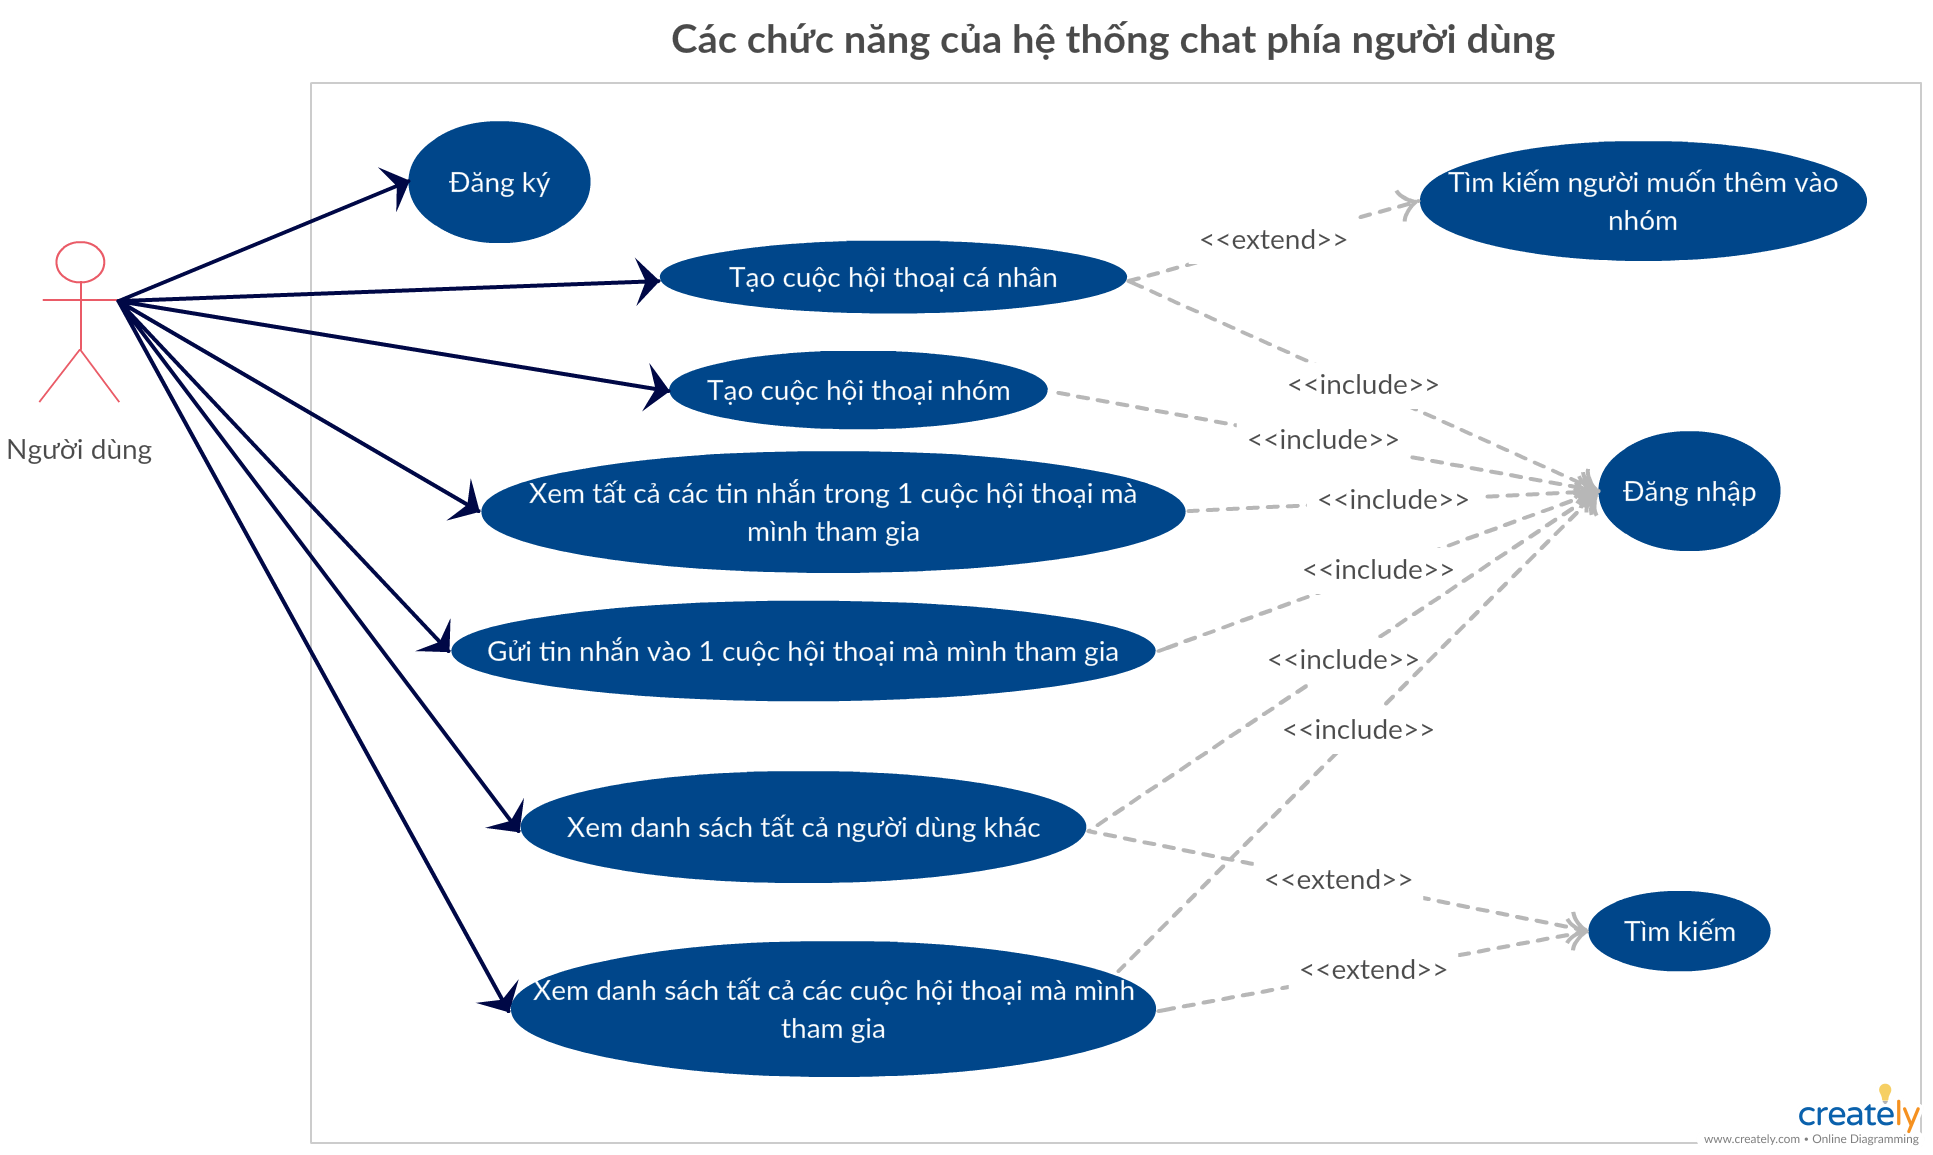 Các chức năng của hệ thống chat phía người dùng
Đăng ký
Tìm kiếm người muốn thêm vào
nhóm
<<extend>>
Tạo cuộc hội thoại cá nhân
<<include>>
Tạo cuộc hội thoại nhóm
<<include>>
Người dùng
Xem tất cả các tin nhắn trong 1 cuộc hội thoại mà
mình tham gia
<<include>>
Đăng nhập
<<include>>
Gửi tin nhắn vào 1 cuộc hội thoại mà mình tham gia
<<include>>
<<include>>
Xem danh sách tất cả người dùng khác
<<extend>>
Tìm kiếm
<<extend>>
Xem danh sách tất cả các cuộc hội thoại mà mình
tham gia
creately
www.creately.com • Online Diagramming